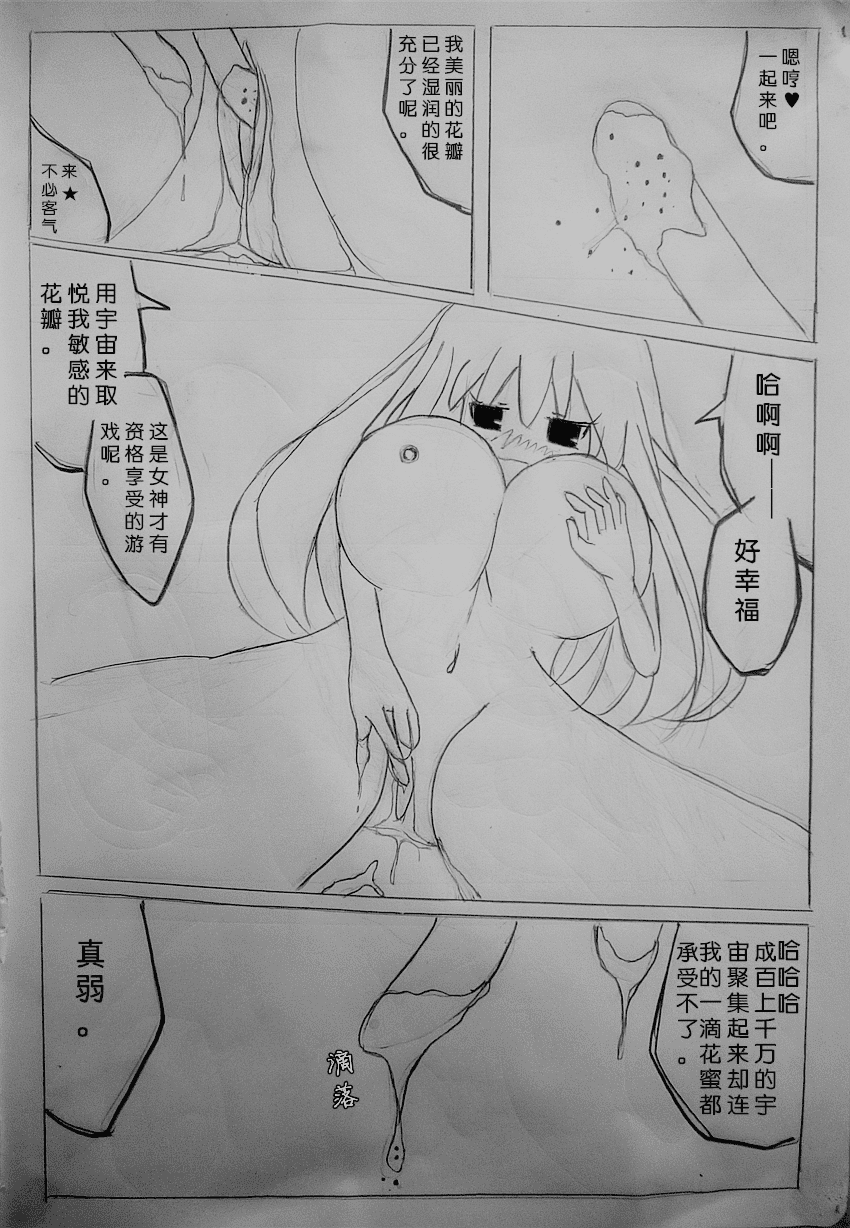 嗯哼♥
一起来吧。
我美丽的花瓣
已经湿润的很
充分了呢。
来★
不必客气
哈啊啊——
好幸福
用宇宙来取
悦我敏感的
花瓣。
这是女神才有
资格享受的游
戏呢。
哈哈哈
成百上千万的宇
宙聚集起来却连
我的一滴花蜜都
承受不了。
滴落
真弱。